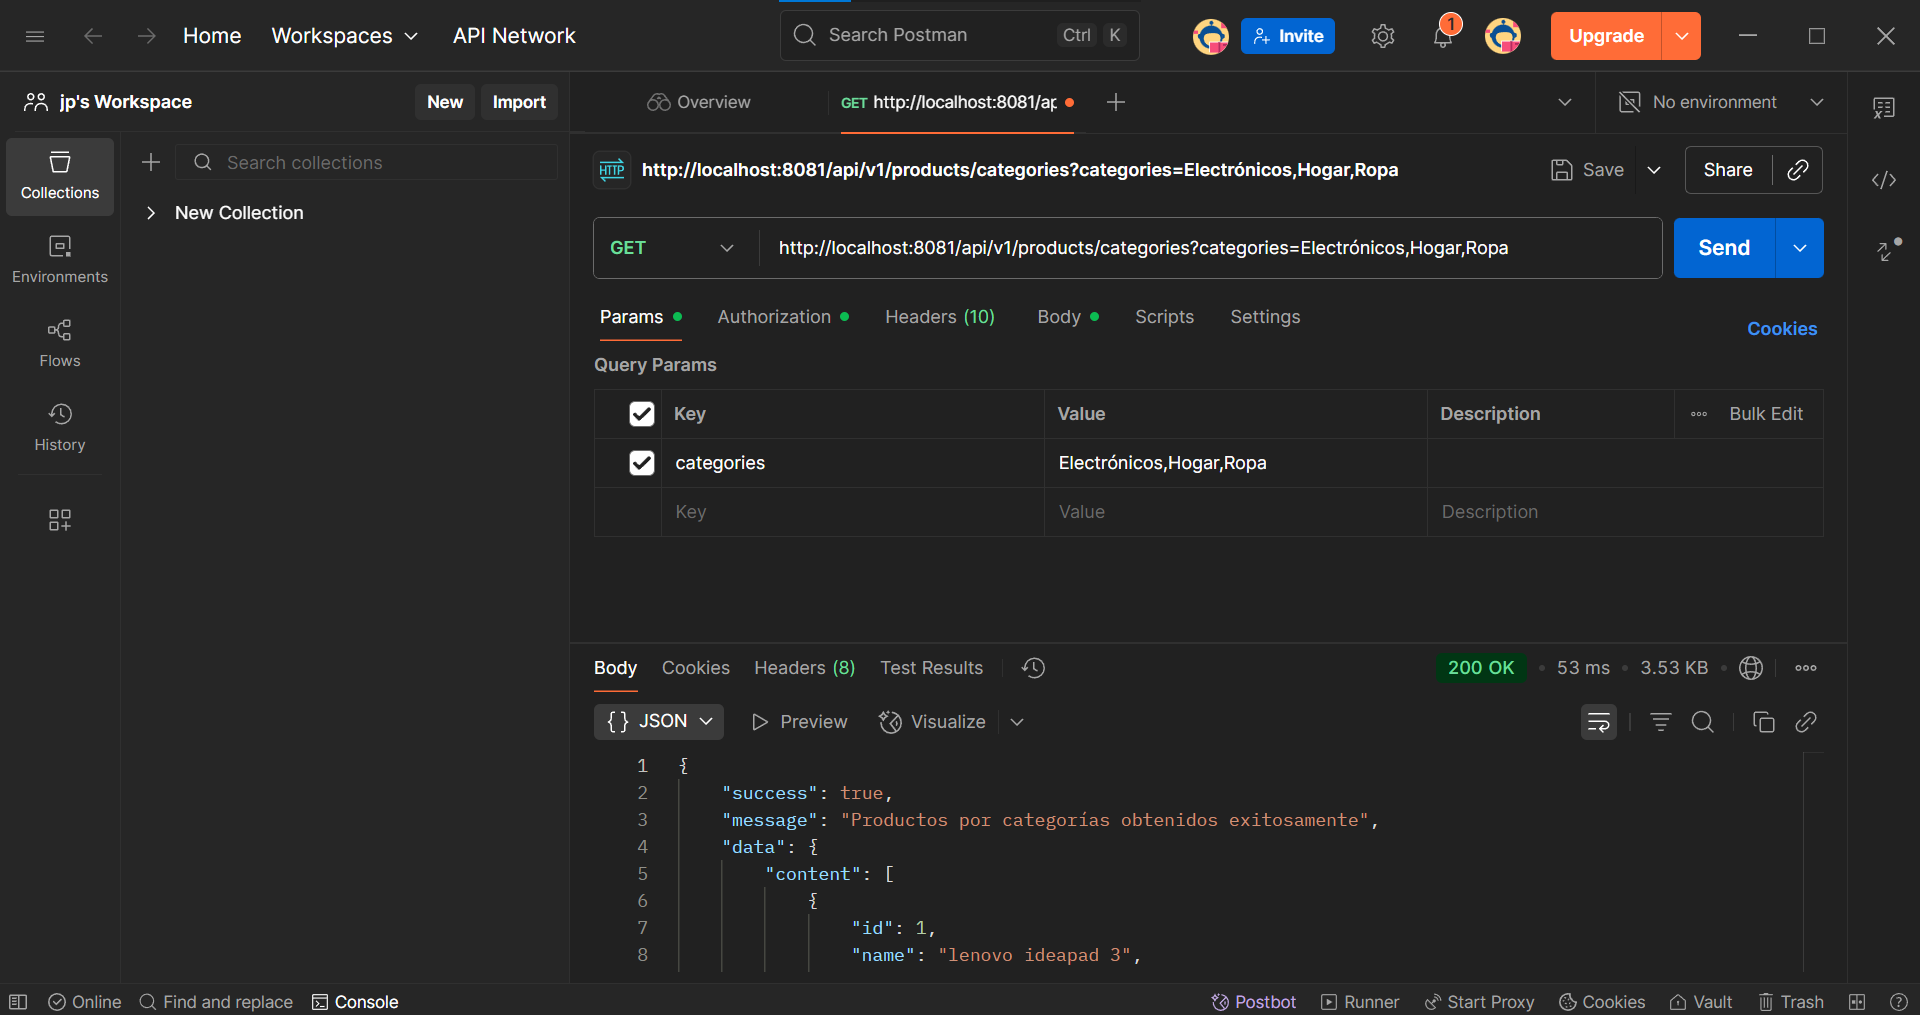 Home
Workspaces
API Network
Search Postman
Ctrl
K
Invite
1
Upgrade
jp's Workspace
New
Import
Overview
GET http://localhost:8081/ap
No environment
Collections
Search collections
New Collection
Environments
Flows
History
HTTP
http://localhost:8081/api/v1/products/categories?categories=Electrónicos,Hogar,Ropa
Save
Share
GET
http://localhost:8081/api/v1/products/categories?categories=Electrónicos,Hogar,Ropa
Send
Params
Authorization
Headers (10)
Body
Scripts
Settings
Cookies
Query Params
Key
Value
Description
Bulk Edit
categories
Electrónicos,Hogar,Ropa
Key
Value
Description
Body
Cookies
Headers (8)
Test Results
200 OK
53 ms
3.53 KB
{} JSON
Preview
Visualize
1 {
2 "success": true,
3 "message": "Productos por categorías obtenidos exitosamente",
4 "data": {
5 "content": [
6 {
7 "id": 1,
8 "name": "lenovo ideapad 3",
Online
Find and replace
Console
Postbot
Runner
Start Proxy
Cookies
Vault
Trash